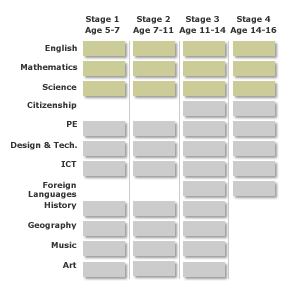 Stage 1 Stage 2 Stage 3 Stage 4
Age 5-7 Age 7-11 Age 11-14 Age 14-16
English
Mathematics
Science
Citizenship
PE
Design & Tech.
ICT
Foreign
Languages
History
Geography
Music
Art